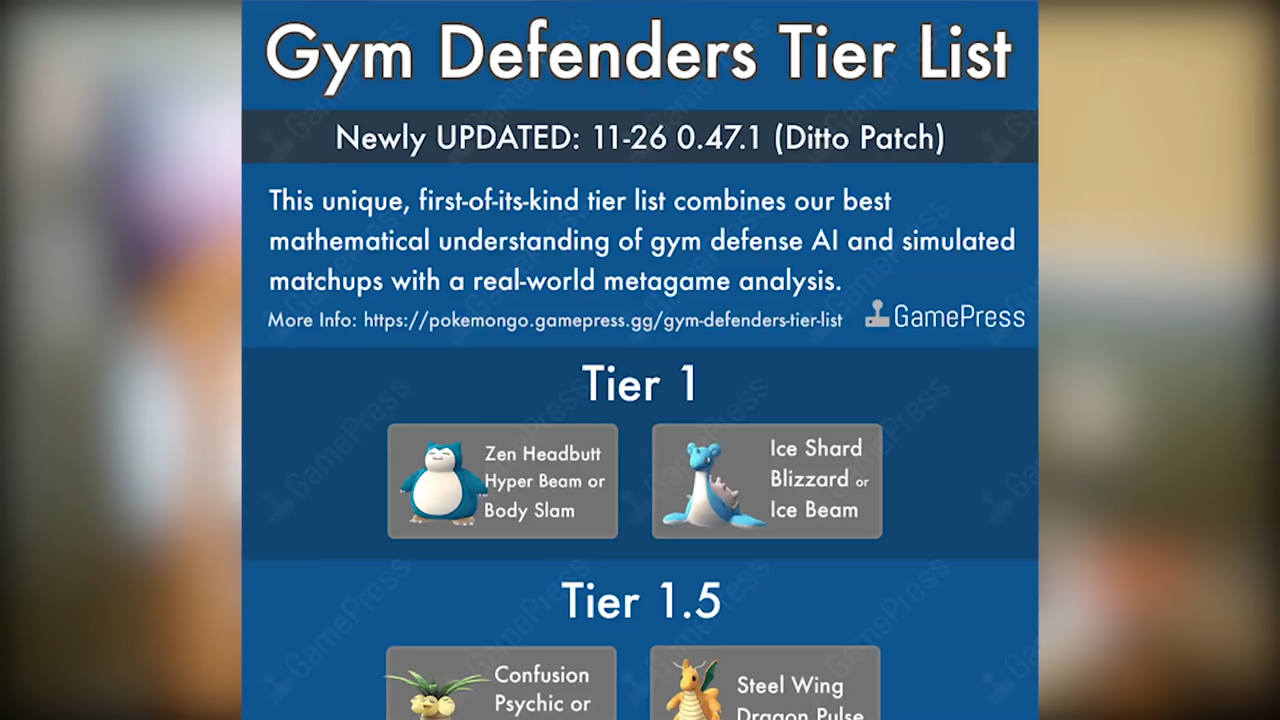 Gym Defenders Tier List
Newly UPDATED: 11-26 0.47.1 (Ditto Patch)
This unique, first-of-its-kind tier list combines our best
mathematical understanding of gym defense AI and simulated
matchups with a real-world metagame analysis.
More Info: https://pokemongo.gamepress.gg/gym-defenders-tier-list
GamePress
Tier 1
Zen Headbutt
Hyper Beam or
Body Slam
Ice Shard
Blizzard or
Ice Beam
Tier 1.5
Confusion
Psychic or
Steel Wing
Dragon Pulse